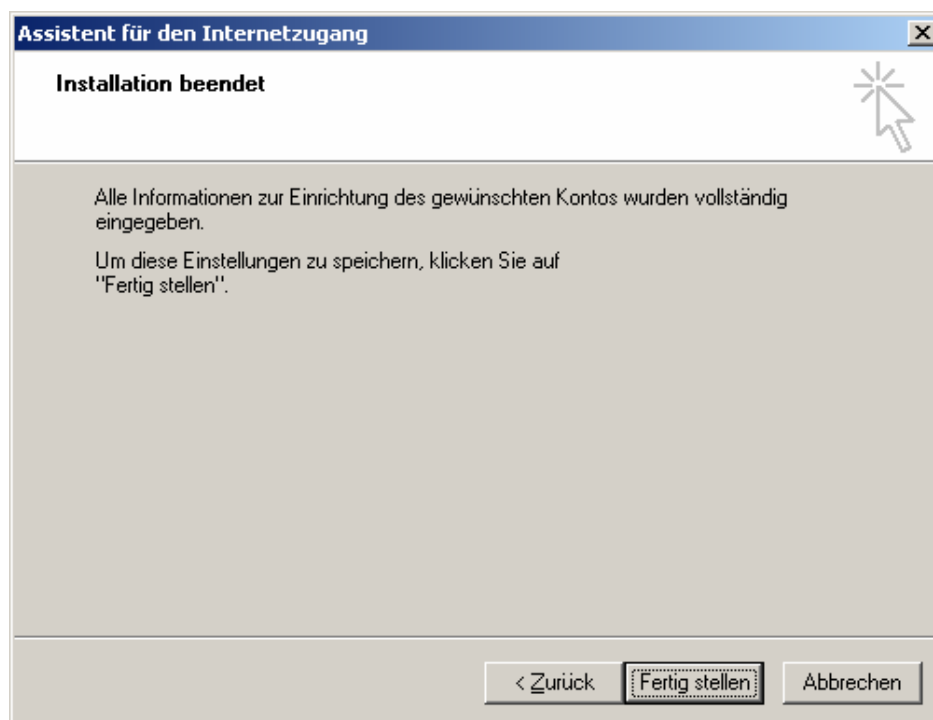 Assistent für den Internetzugang
Installation beendet
Alle Informationen zur Einrichtung des gewünschten Kontos wurden vollständig
eingegeben.
Um diese Einstellungen zu speichern, klicken Sie auf
"Fertig stellen".
< Zurück Fertig stellen Abbrechen